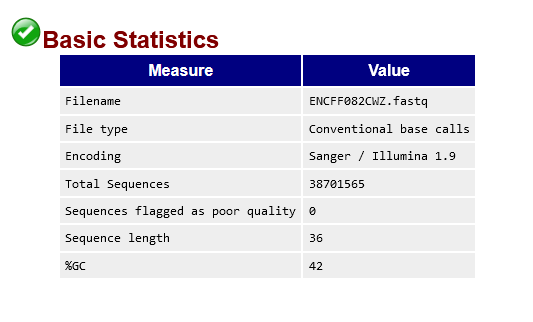 Basic Statistics
Measure Value
Filename ENCFF082CWZ.fastq
File type Conventional base calls
Encoding Sanger / Illumina 1.9
Total Sequences 38701565
Sequences flagged as poor quality 0
Sequence length 36
%GC 42